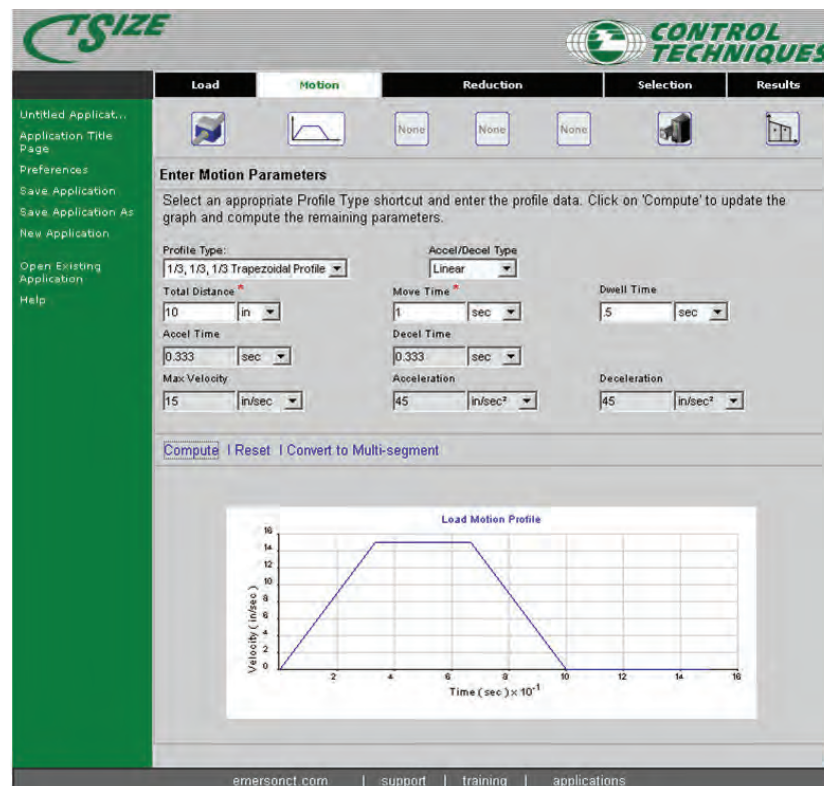 CTSIZE
CONTROL
TECHNIQUES
Load Motion Reduction Selection Results
Untitled Applicat...
Application Title
Page
Preferences
Save Application
Save Application As
New Application
Open Existing
Application
Help
None None None
Enter Motion Parameters
Select an appropriate Profile Type shortcut and enter the profile data. Click on 'Compute' to update the
graph and compute the remaining parameters.
Profile Type: Accel/Decel Type
1/3, 1/3, 1/3 Trapezoidal Profile Linear
Total Distance * Move Time * Dwell Time
10 in 1 sec .5 sec
Accel Time Decel Time
0.333 sec 0.333 sec
Max Velocity Acceleration Deceleration
15 in/sec 45 in/sec² 45 in/sec²
Compute | Reset | Convert to Multi-segment
Load Motion Profile
16
14
12
10
8
6
4
2
0
Velocity ( in/sec )
2 4 6 8 10 12 14 16
Time ( sec ) x 10⁻¹
emersonct.com | support | training | applications